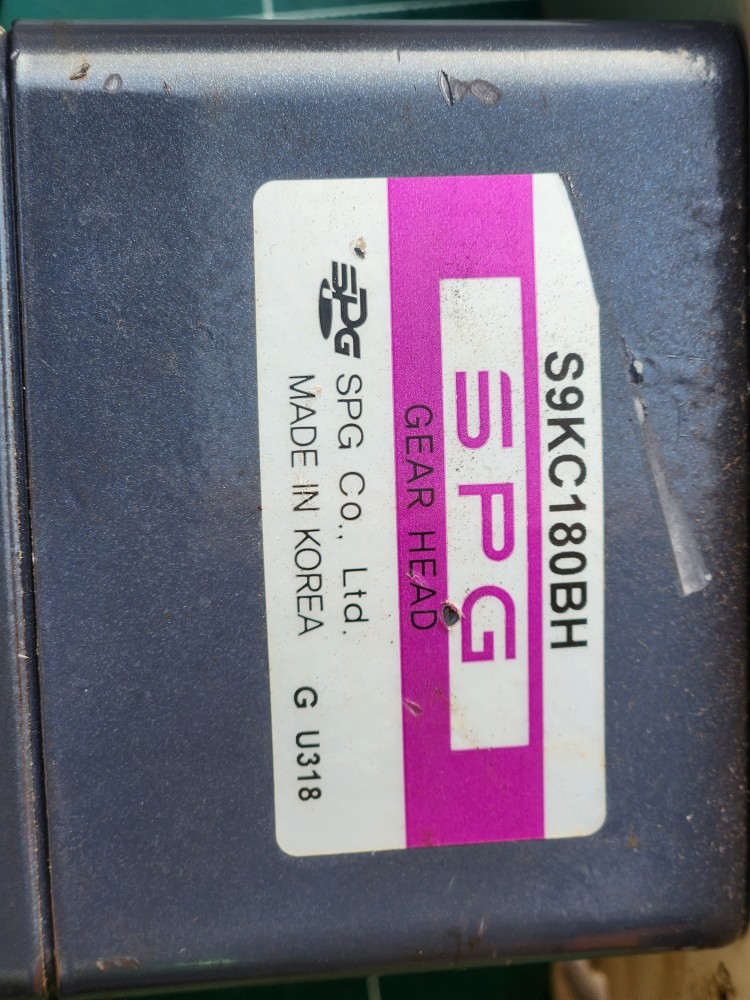 S9KC180BH
SPG
GEAR HEAD
SPG SPG Co., Ltd.
MADE IN KOREA G U318